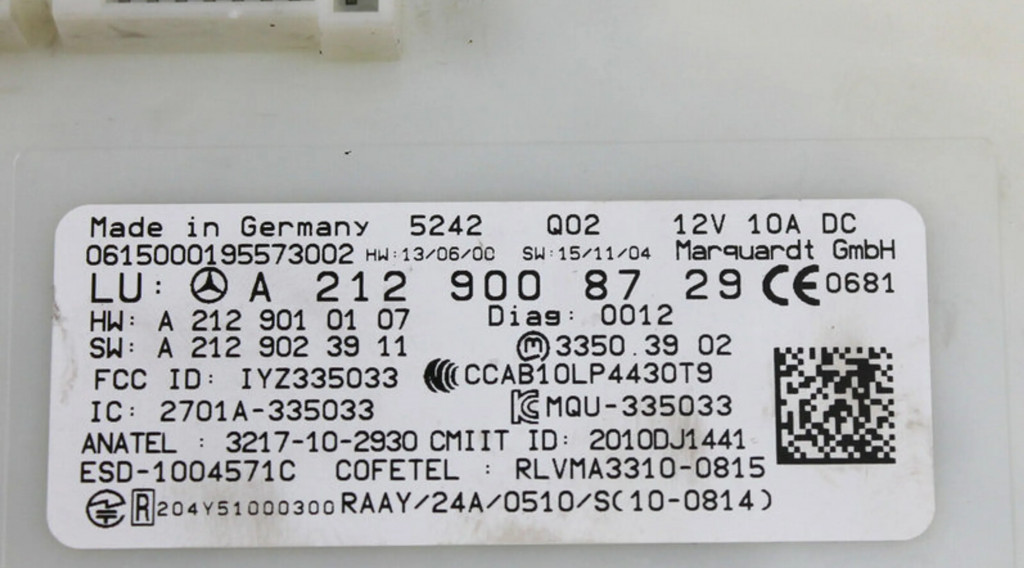 Made in Germany 5242 Q02 12V 10A DC
0615000195573002 HW:13/06/00 SW:15/11/04 Marquardt GmbH
LU: A 212 900 87 29 CE 0681
HW: A 212 901 01 07 Diag: 0012
SW: A 212 902 39 11 M 3350.39 02
FCC ID: IYZ335033 CCAB10LP4430T9
IC: 2701A-335033 MQU-335033
ANATEL : 3217-10-2930 CMIIT ID: 2010DJ1441
ESD-1004571C COFETEL : RLVMA3310-0815
R 204Y51000300 RAAY/24A/0510/S(10-0814)